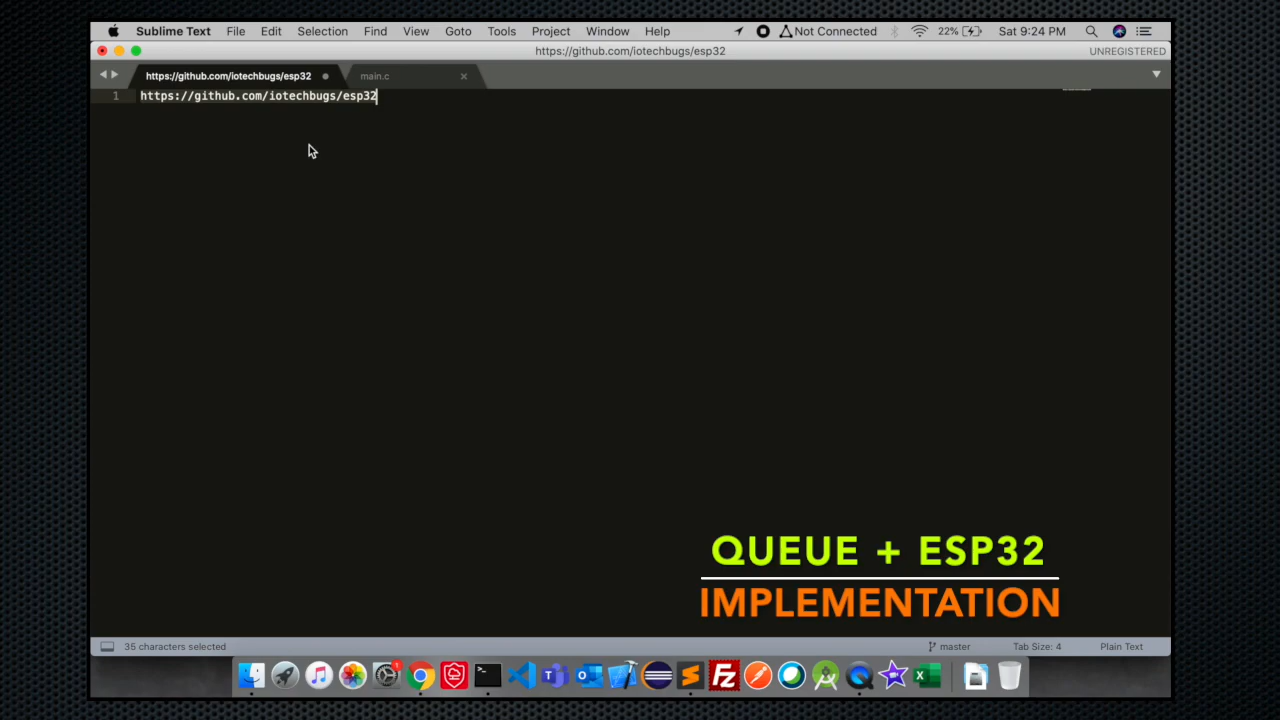 Sublime Text File Edit Selection Find View Goto Tools Project Window Help Not Connected 22% Sat 9:24 PM
https://github.com/iotechbugs/esp32 UNREGISTERED
https://github.com/iotechbugs/esp32 main.c
1 https://github.com/iotechbugs/esp32
QUEUE + ESP32
IMPLEMENTATION
35 characters selected master Tab Size: 4 Plain Text